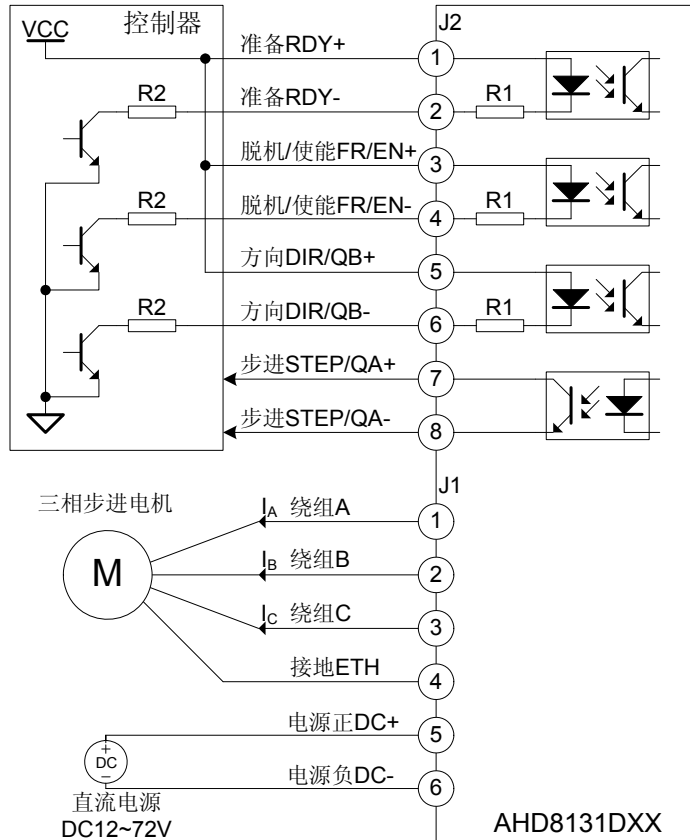 控制器
J2
VCC
准备RDY+
1
R2
准备RDY-
2
R1
脱机/使能FR/EN+
3
R2
脱机/使能FR/EN-
4
R1
方向DIR/QB+
5
R2
方向DIR/QB-
6
R1
步进STEP/QA+
7
步进STEP/QA-
8
J1
三相步进电机
IA 绕组A
1
M
IB 绕组B
2
IC 绕组C
3
接地ETH
4
电源正DC+
5
+
DC
−
电源负DC-
6
直流电源
DC12~72V
AHD8131DXX